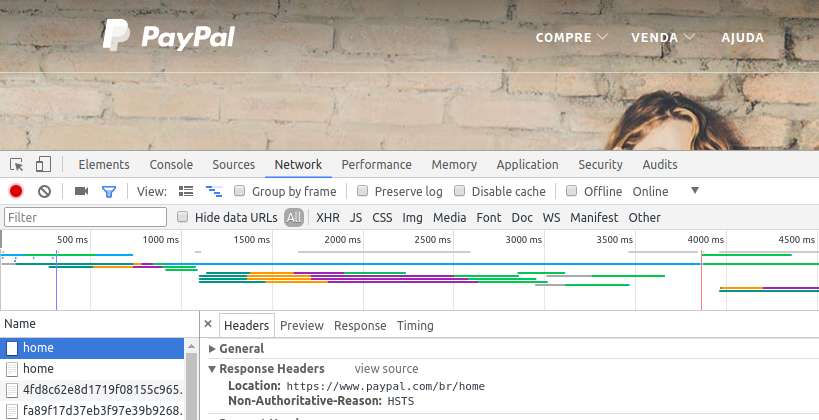 PayPal COMPRE VENDA AJUDA
Elements Console Sources Network Performance Memory Application Security Audits
View: Group by frame Preserve log Disable cache Offline Online
Filter Hide data URLs All XHR JS CSS Img Media Font Doc WS Manifest Other
500 ms 1000 ms 1500 ms 2000 ms 2500 ms 3000 ms 3500 ms 4000 ms 4500 ms
Name × Headers Preview Response Timing
home General
home Response Headers view source
4fd8c62e8d1719f08155c965. Location: https://www.paypal.com/br/home
fa89f17d37eb3f97e39b9268. Non-Authoritative-Reason: HSTS